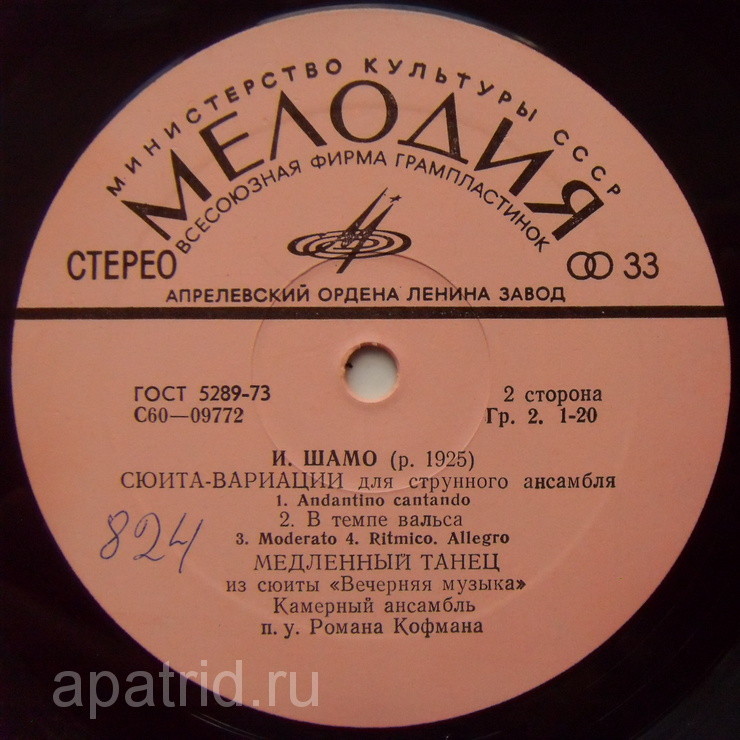 МИНИСТЕРСТВО КУЛЬТУРЫ СССР
МЕЛОДИЯ
ВСЕСОЮЗНАЯ ФИРМА ГРАМПЛАСТИНОК
СТЕРЕО 33
АПРЕЛЕВСКИЙ ОРДЕНА ЛЕНИНА ЗАВОД
ГОСТ 5289-73 2 сторона
С60—09772 Гр. 2. 1-20
И. ШАМО (р. 1925)
СЮИТА-ВАРИАЦИИ для струнного ансамбля
1. Andantino cantando
2. В темпе вальса
3. Moderato 4. Ritmico. Allegro
824
МЕДЛЕННЫЙ ТАНЕЦ
из сюиты «Вечерняя музыка»
Камерный ансамбль
п. у. Романа Кофмана
apatrid.ru